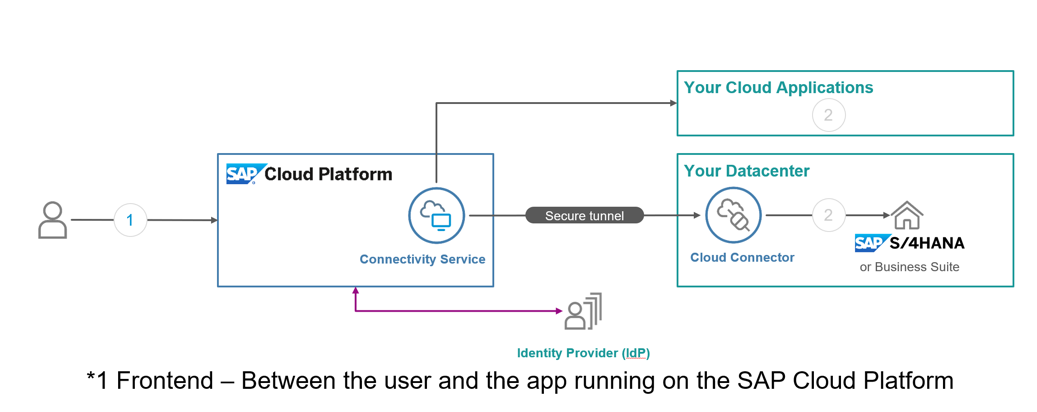 Your Cloud Applications
2
SAP Cloud Platform
Your Datacenter
1
Secure tunnel
2
SAP S/4HANA
Connectivity Service
Cloud Connector
or Business Suite
Identity Provider (IdP)
*1 Frontend – Between the user and the app running on the SAP Cloud Platform